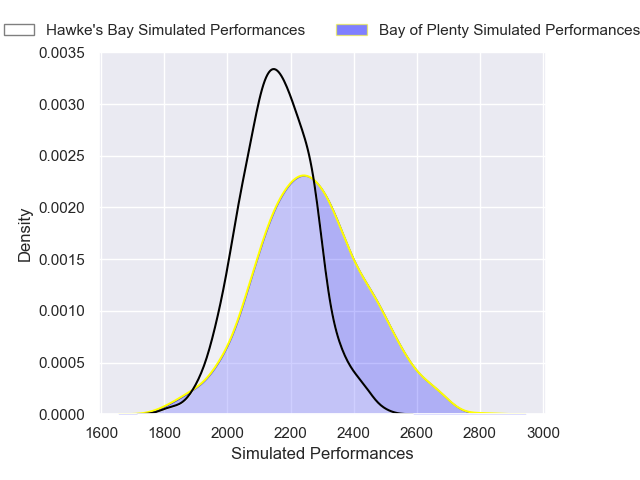 Hawke's Bay Simulated Performances
Bay of Plenty Simulated Performances
0.0035
0.0030
0.0025
0.0020
0.0015
0.0010
0.0005
0.0000
Density
1600 1800 2000 2200 2400 2600 2800 3000
Simulated Performances